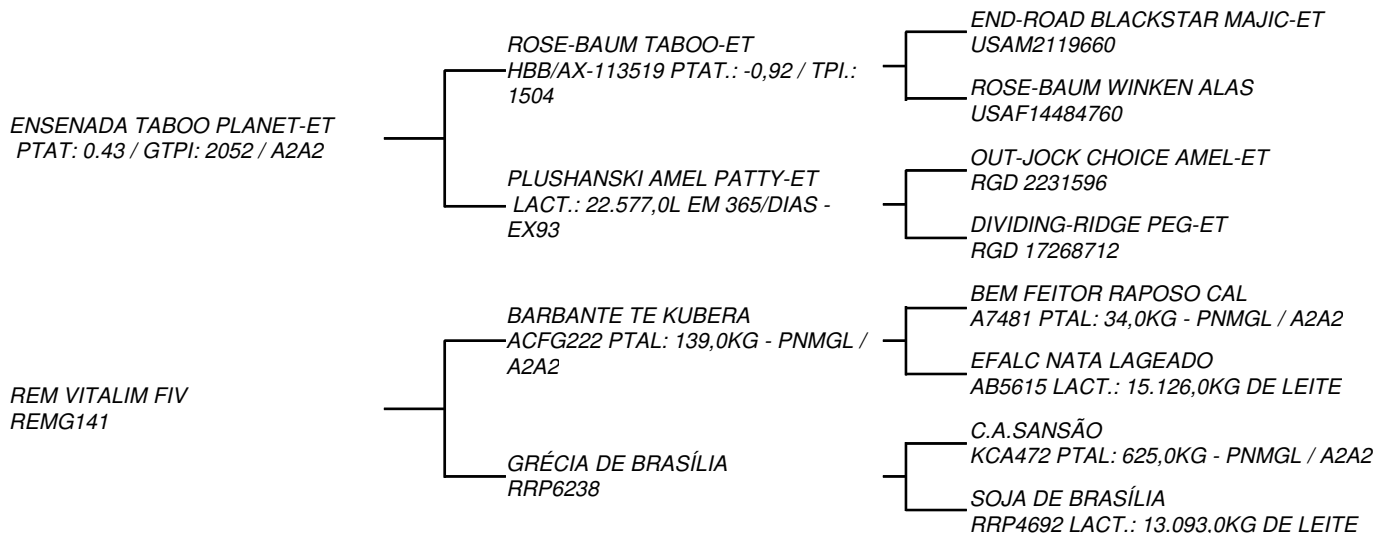 END-ROAD BLACKSTAR MAJIC-ET
USAM2119660
ROSE-BAUM TABOO-ET
HBB/AX-113519 PTAT.: -0,92 / TPI.:
1504
ROSE-BAUM WINKEN ALAS
USAF14484760
ENSENADA TABOO PLANET-ET
PTAT: 0.43 / GTPI: 2052 / A2A2
OUT-JOCK CHOICE AMEL-ET
RGD 2231596
PLUSHANSKI AMEL PATTY-ET
LACT.: 22.577,0L EM 365/DIAS -
EX93
DIVIDING-RIDGE PEG-ET
RGD 17268712
BEM FEITOR RAPOSO CAL
A7481 PTAL: 34,0KG - PNMGL / A2A2
BARBANTE TE KUBERA
ACFG222 PTAL: 139,0KG - PNMGL /
A2A2
EFALC NATA LAGEADO
AB5615 LACT.: 15.126,0KG DE LEITE
REM VITALIM FIV
REMG141
C.A.SANSÃO
KCA472 PTAL: 625,0KG - PNMGL / A2A2
GRÉCIA DE BRASÍLIA
RRP6238
SOJA DE BRASÍLIA
RRP4692 LACT.: 13.093,0KG DE LEITE